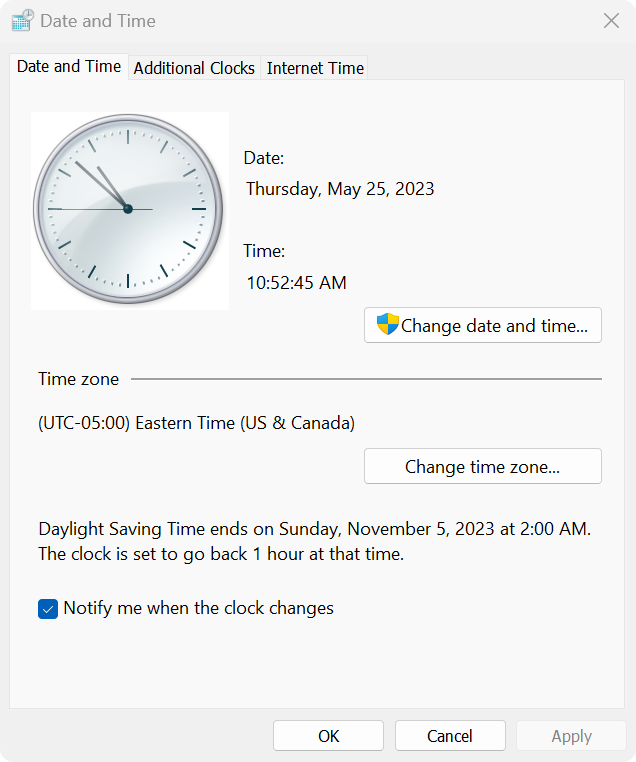 Date and Time
Date and Time
Additional Clocks
Internet Time
Date:
Thursday, May 25, 2023
Time:
10:52:45 AM
Change date and time...
Time zone
(UTC-05:00) Eastern Time (US & Canada)
Change time zone...
Daylight Saving Time ends on Sunday, November 5, 2023 at 2:00 AM.
The clock is set to go back 1 hour at that time.
Notify me when the clock changes
OK
Cancel
Apply